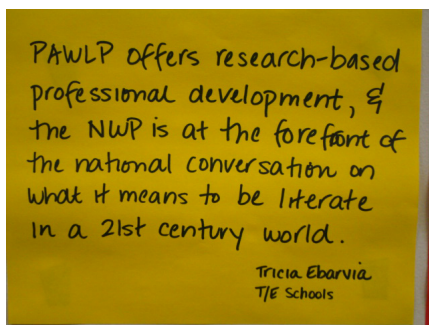 PAWLP offers research-based
professional development, &
the NWP is at the forefront of
the national conversation on
what it means to be literate
in a 21st century world.
Tricia Ebarvia
T/E Schools